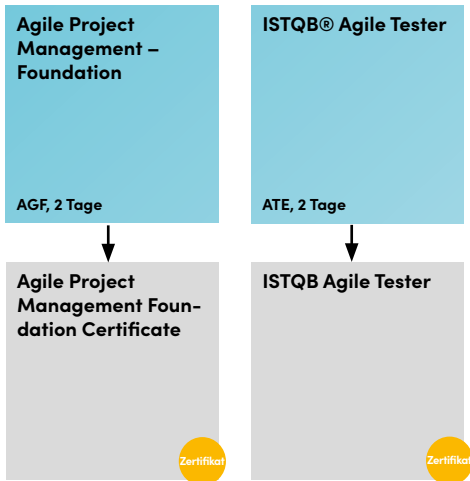 Agile Project
Management –
Foundation
AGF, 2 Tage
ISTQB® Agile Tester
ATE, 2 Tage
Agile Project
Management Foun-
dation Certificate
Zertifikat
ISTQB Agile Tester
Zertifikat